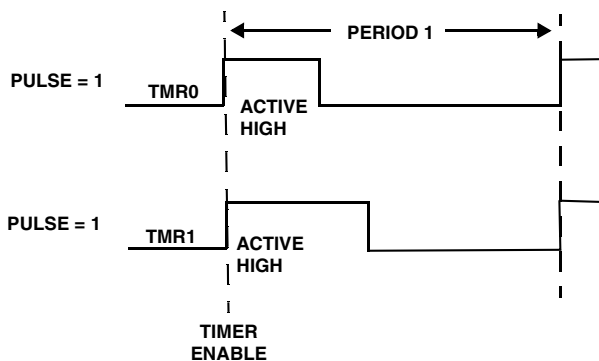 PERIOD 1
PULSE = 1
TMR0
ACTIVE
HIGH
PULSE = 1
TMR1
ACTIVE
HIGH
TIMER
ENABLE